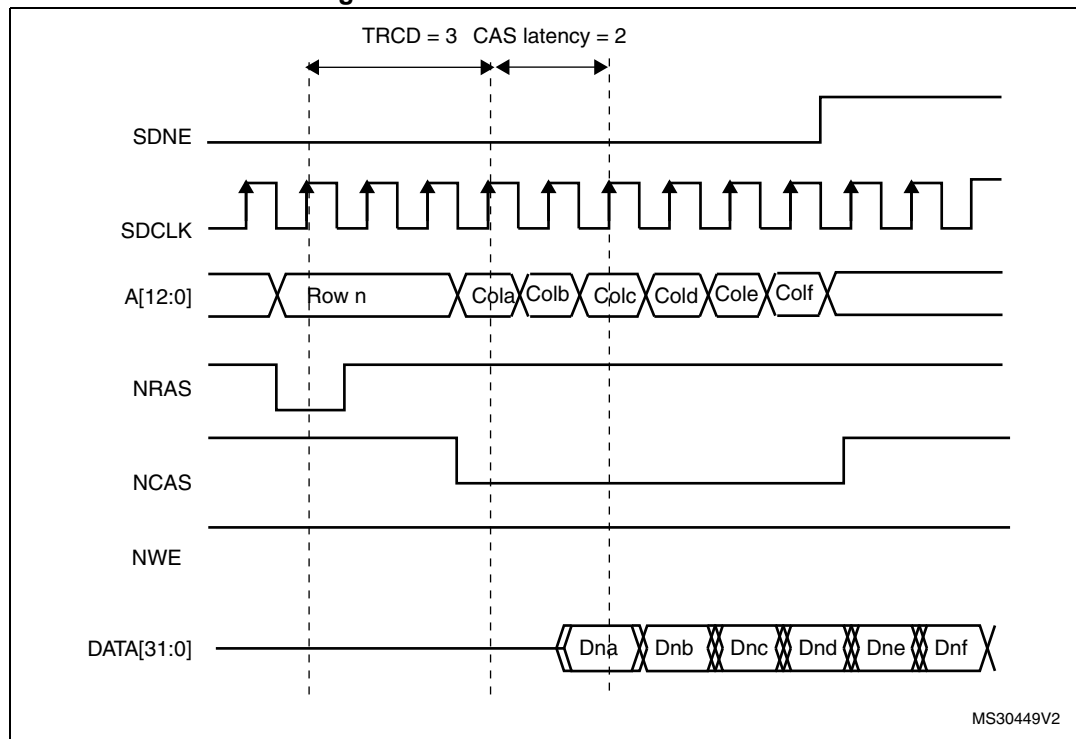 TRCD = 3 CAS latency = 2
SDNE
SDCLK
A[12:0] Row n Cola Colb Colc Cold Cole Colf
NRAS
NCAS
NWE
DATA[31:0] Dna Dnb Dnc Dnd Dne Dnf
MS30449V2